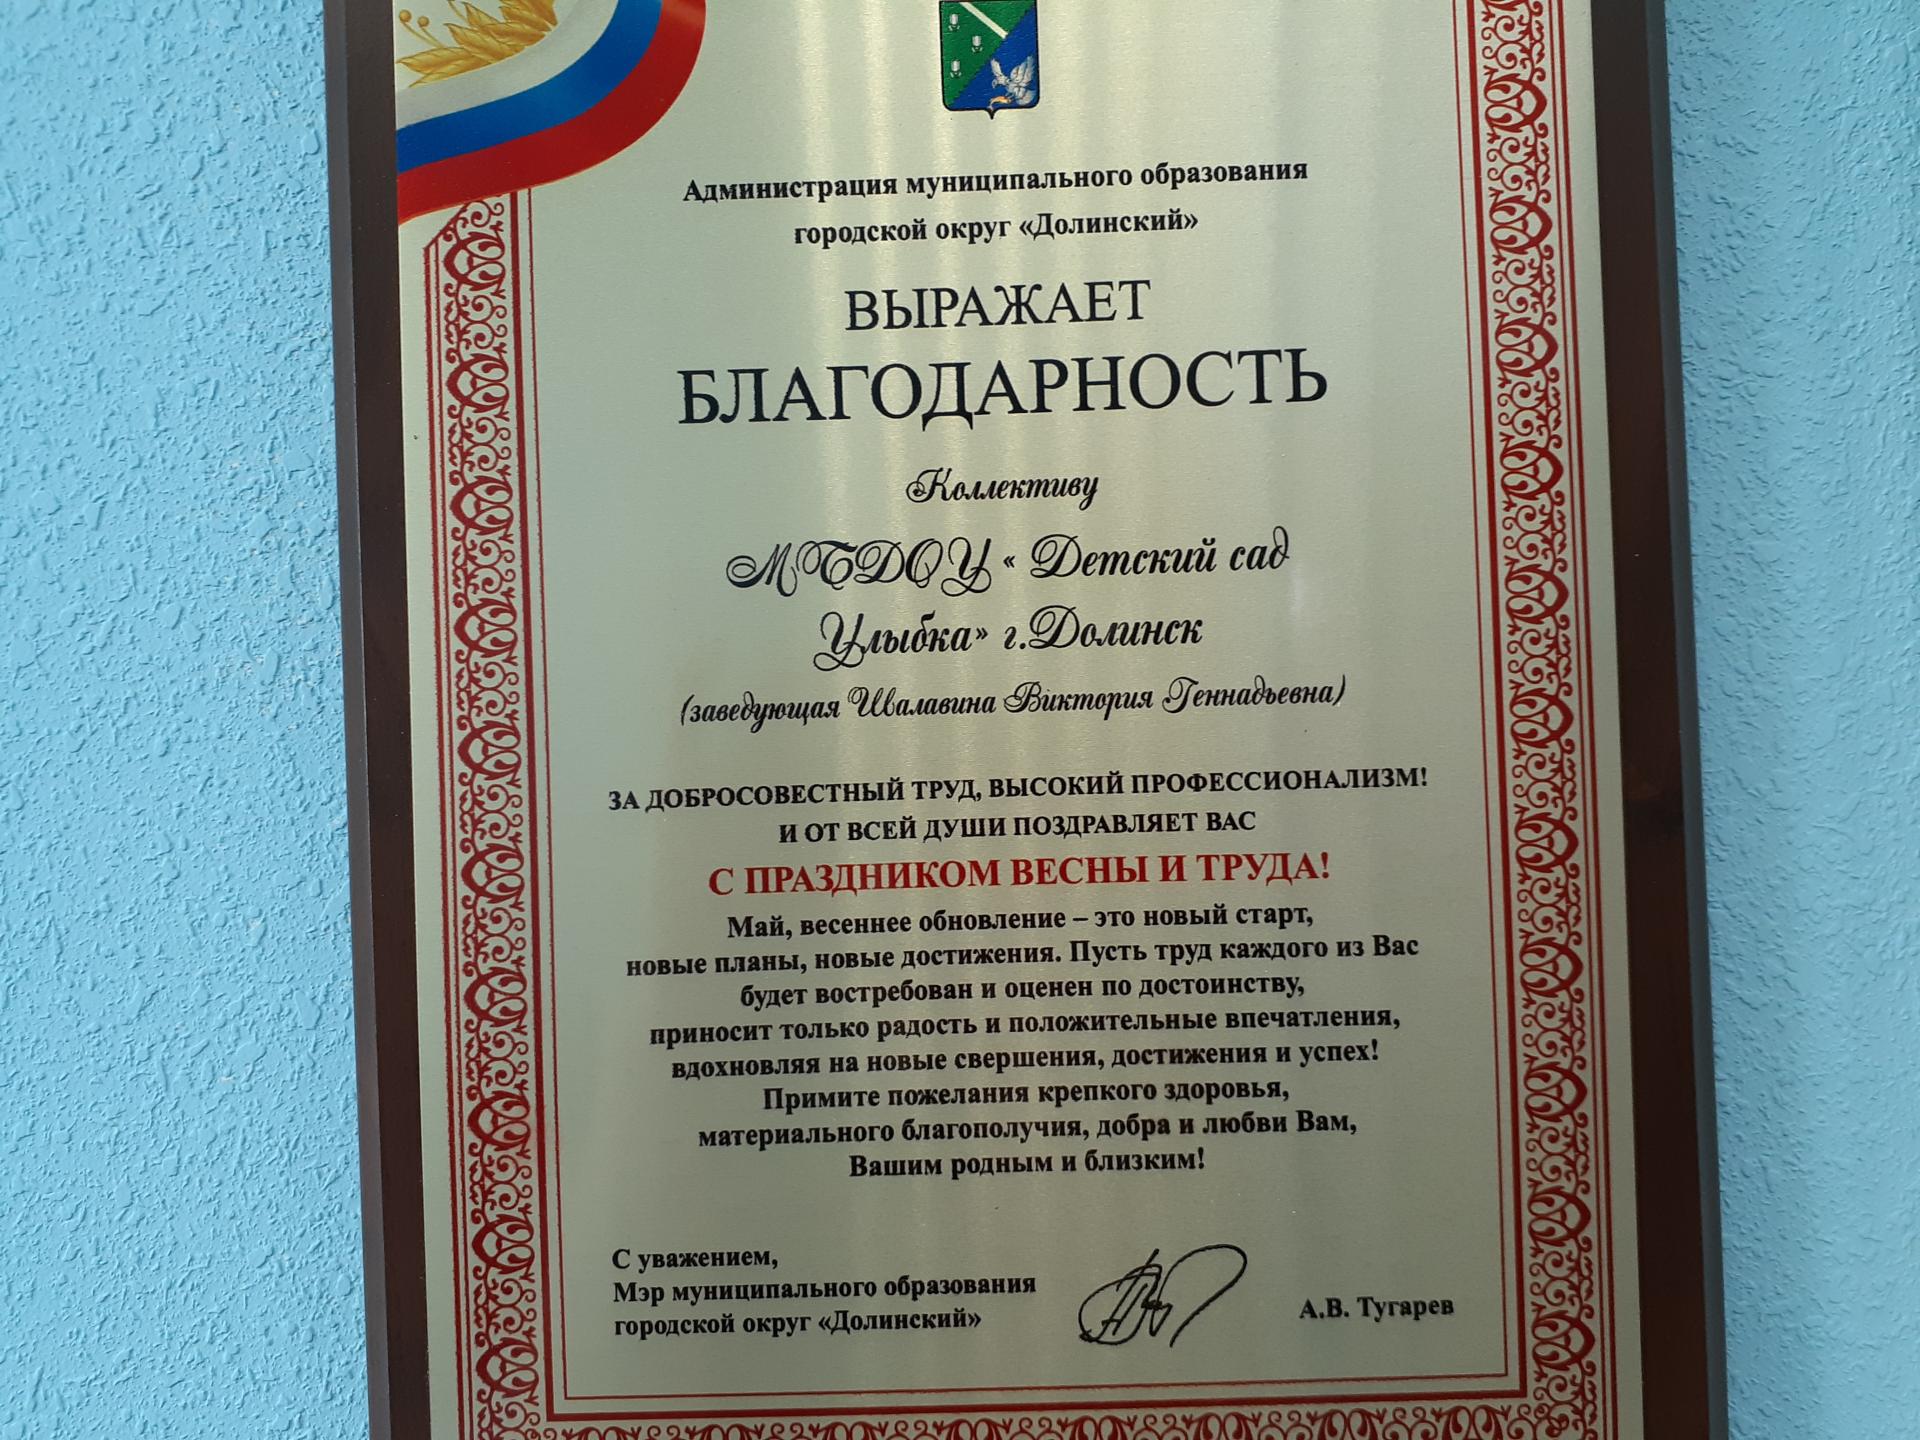 Администрация муниципального образования
городской округ «Долинский»
ВЫРАЖАЕТ
БЛАГОДАРНОСТЬ
Коллективу
МБДОУ « Детский сад
Улыбка» г.Долинск
(заведующая Шалавина Виктория Геннадьевна)
ЗА ДОБРОСОВЕСТНЫЙ ТРУД, ВЫСОКИЙ ПРОФЕССИОНАЛИЗМ!
И ОТ ВСЕЙ ДУШИ ПОЗДРАВЛЯЕТ ВАС
С ПРАЗДНИКОМ ВЕСНЫ И ТРУДА!
Май, весеннее обновление – это новый старт,
новые планы, новые достижения. Пусть труд каждого из Вас
будет востребован и оценен по достоинству,
приносит только радость и положительные впечатления,
вдохновляя на новые свершения, достижения и успех!
Примите пожелания крепкого здоровья,
материального благополучия, добра и любви Вам,
Вашим родным и близким!
С уважением,
Мэр муниципального образования
городской округ «Долинский»
А.В. Тугарев